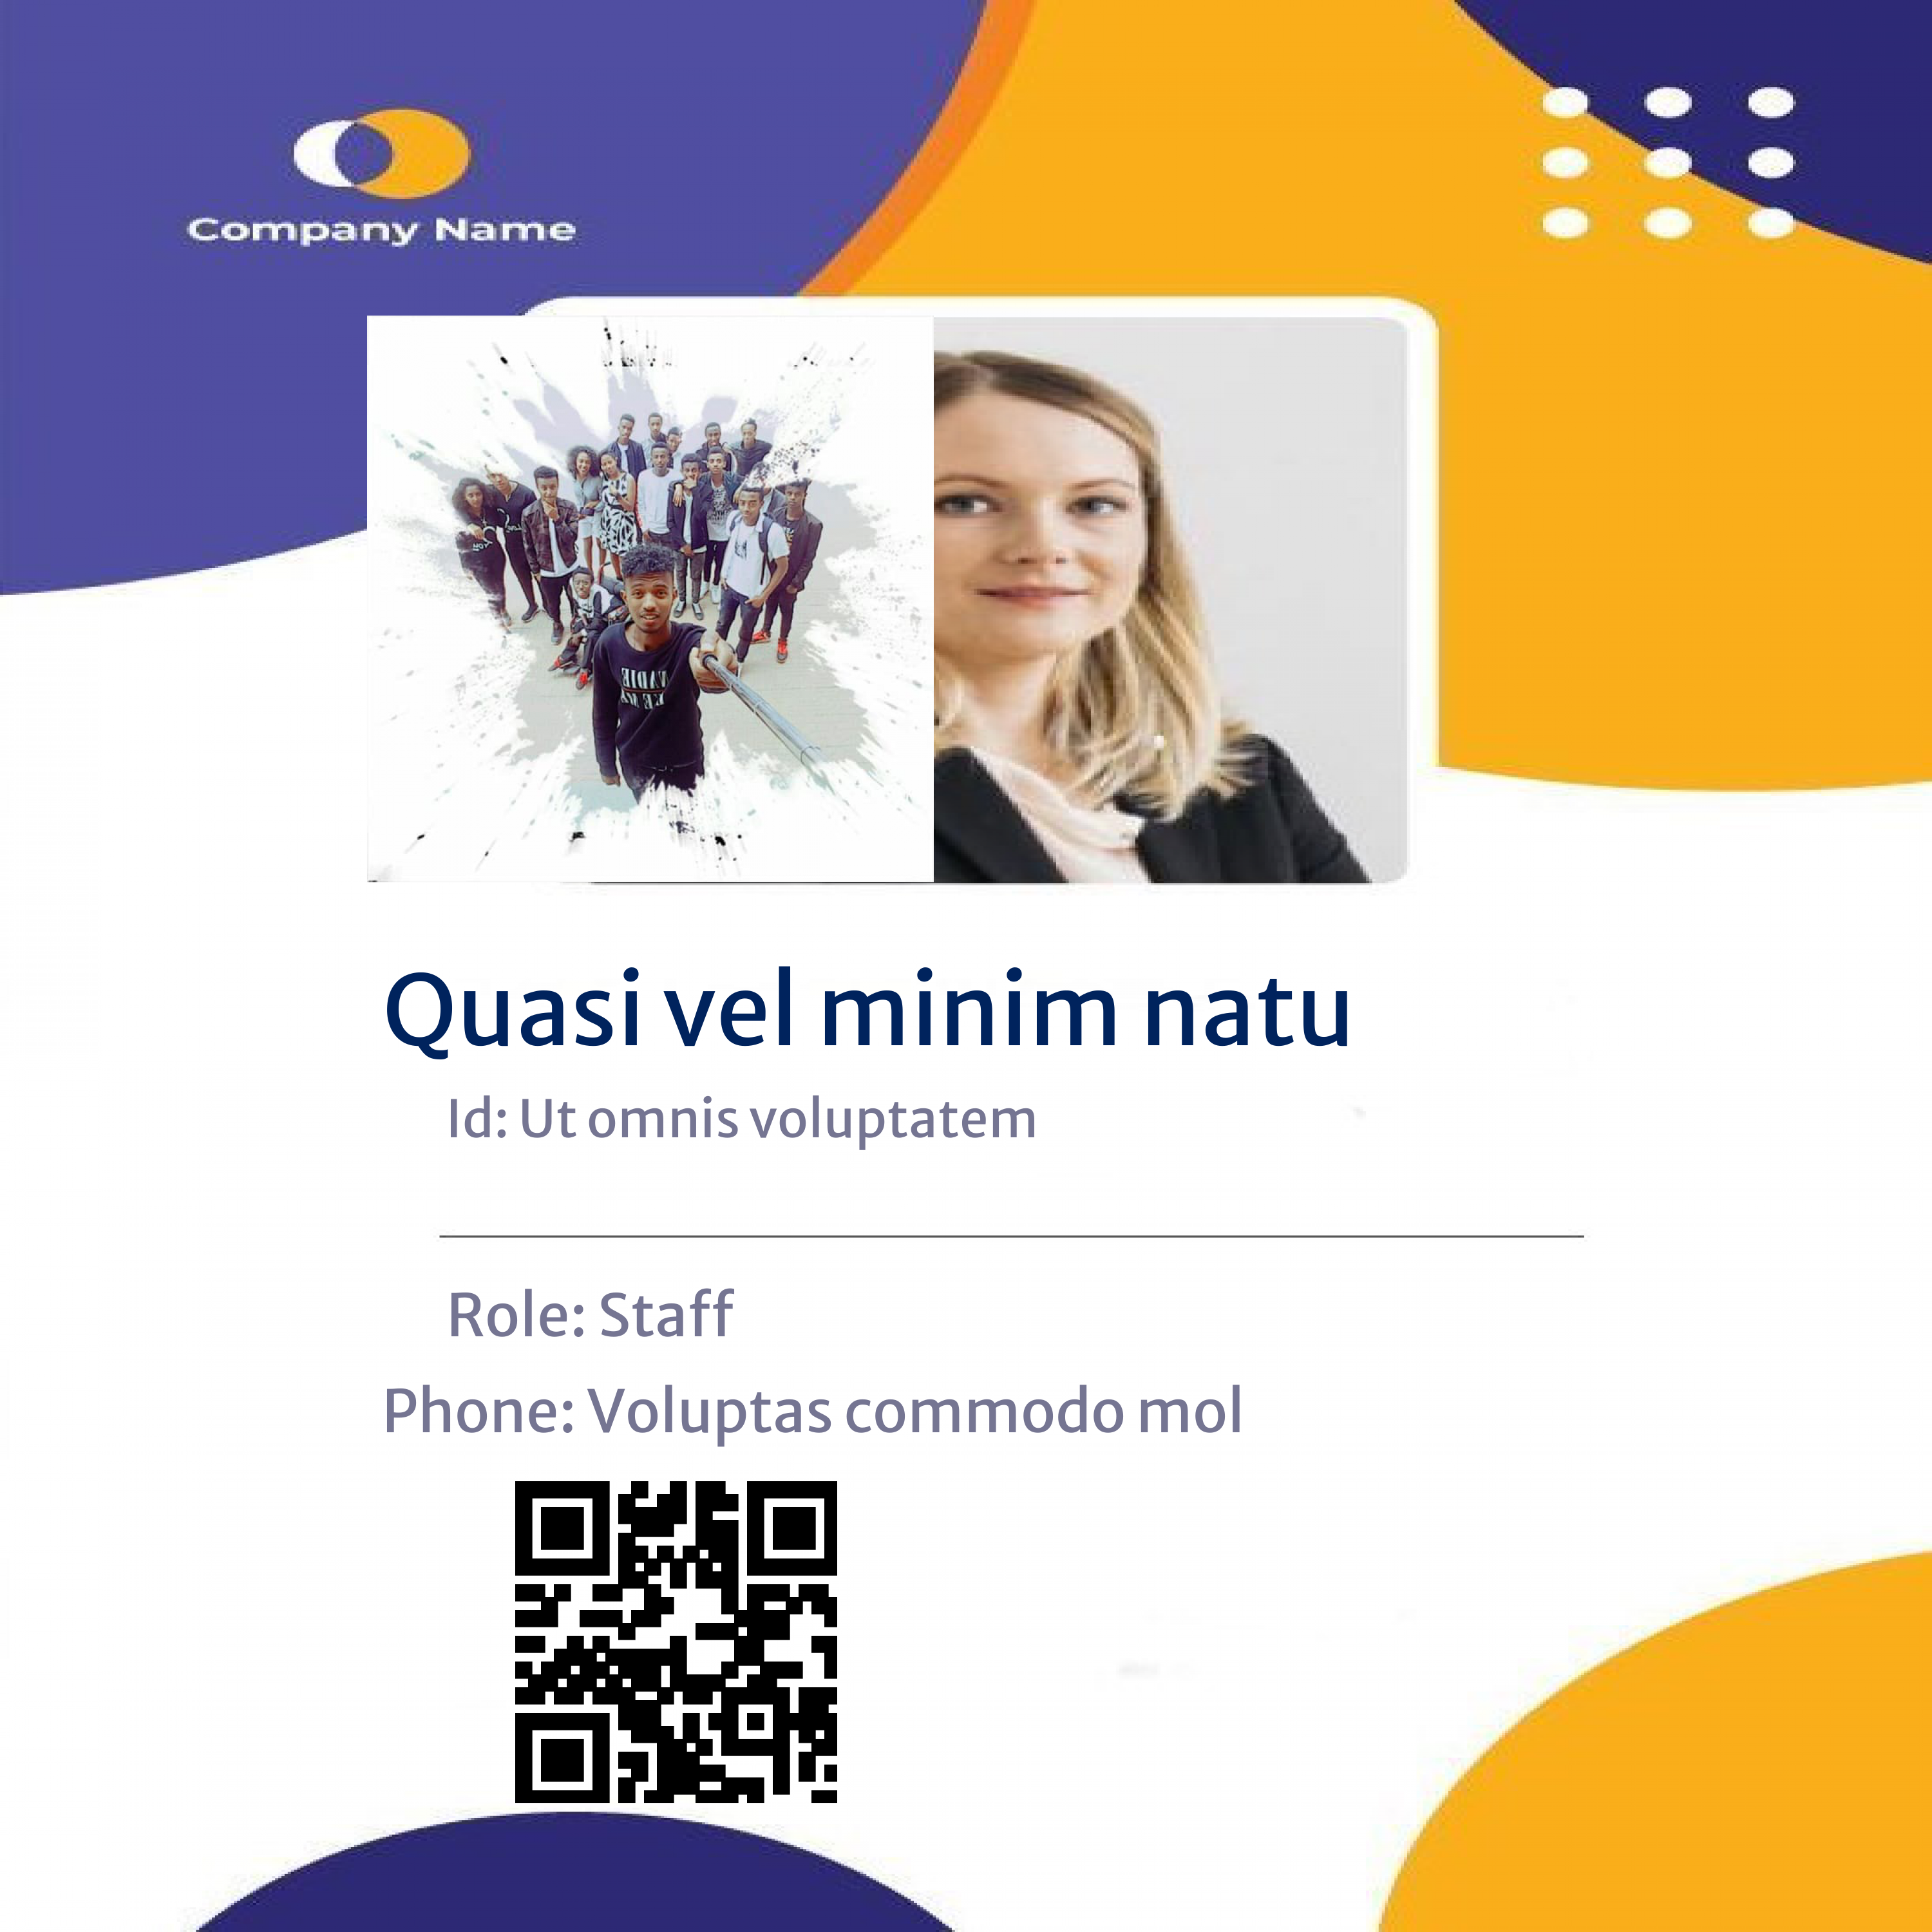 Company Name
Quasi vel minim natu
Id: Ut omnis voluptatem
Role: Staff
Phone: Voluptas commodo mol